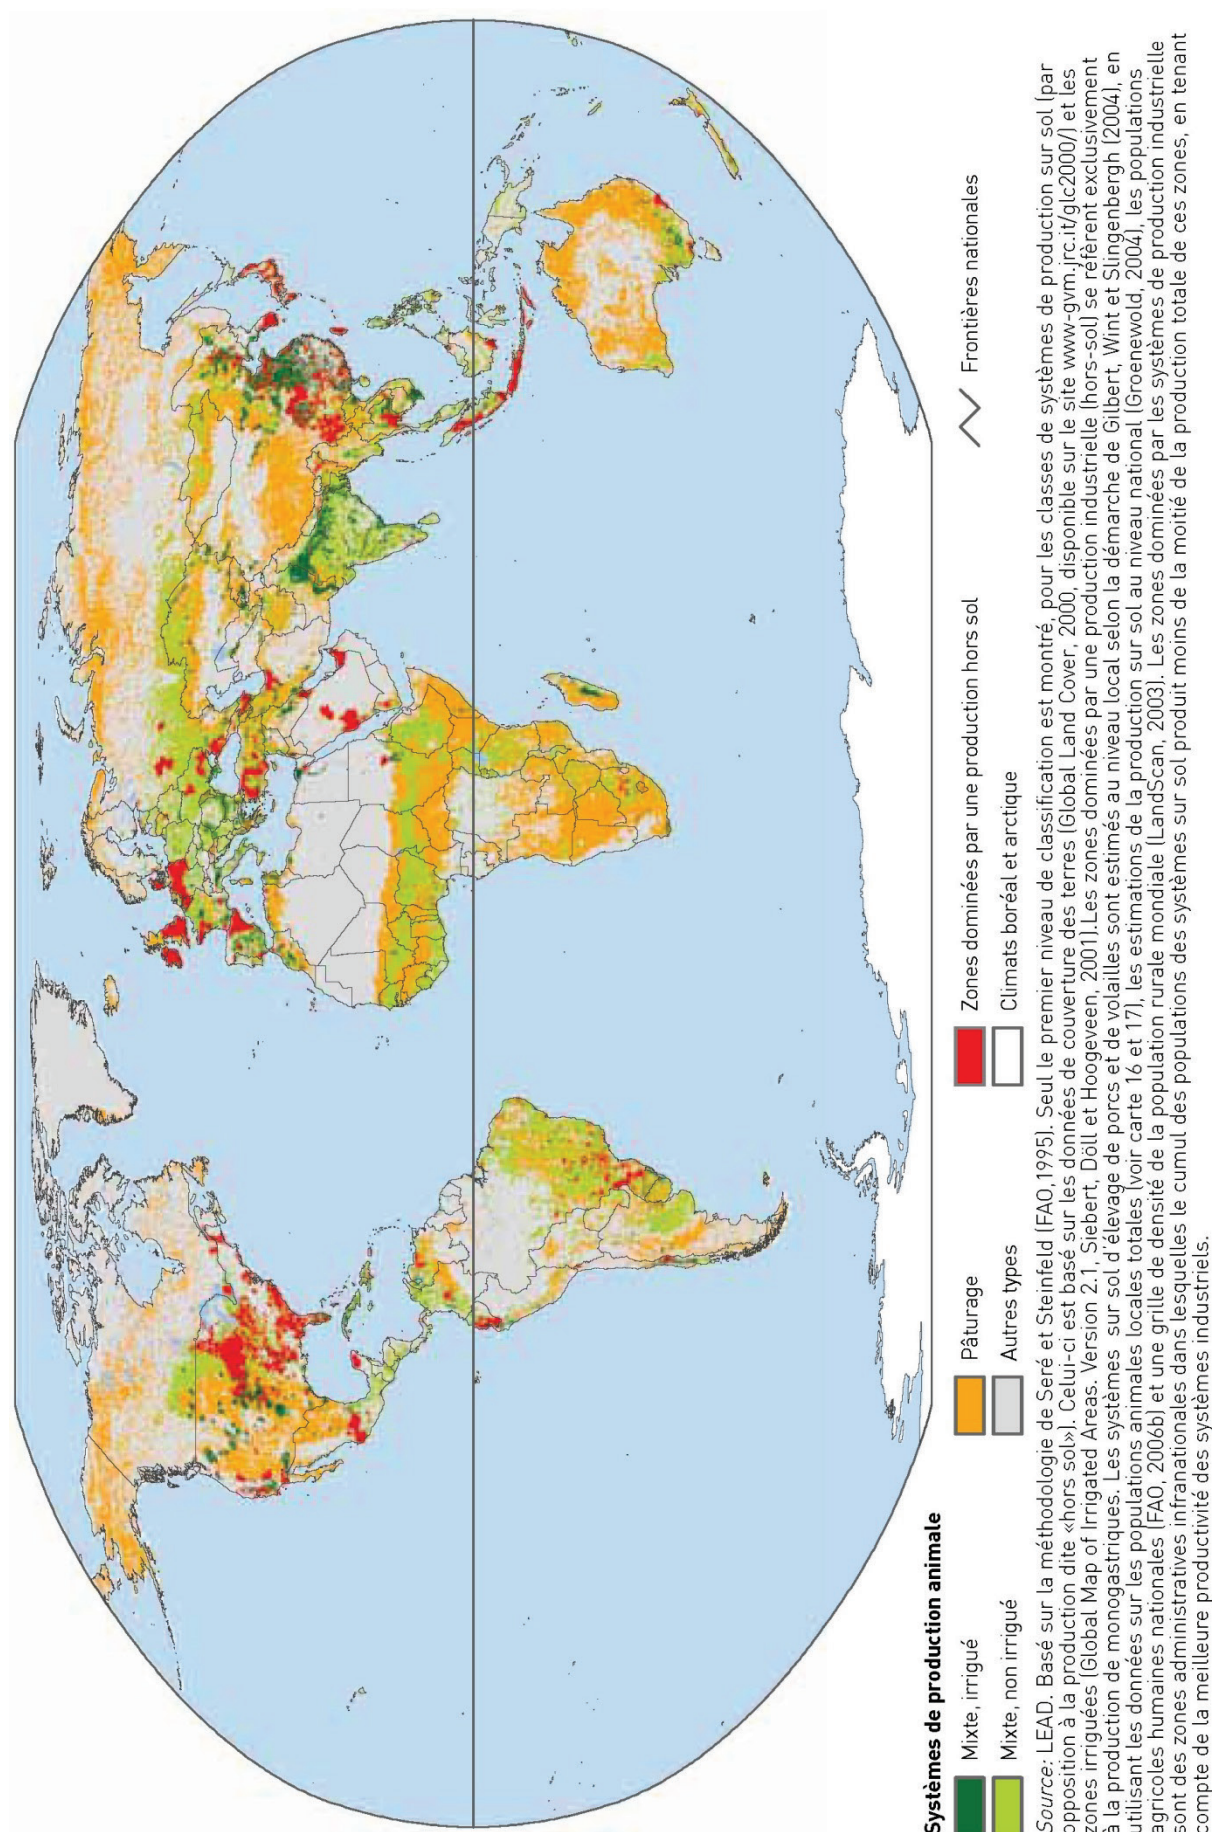 Systèmes de production animale
Mixte, irrigué
Pâturage
Zones dominées par une production hors sol
Frontières nationales
Mixte, non irrigué
Autres types
Climats boréal et arctique
Source: LEAD. Basé sur la méthodologie de Seré et Steinfeld (FAO,1995). Seul le premier niveau de classification est montré, pour les classes de systèmes de production sur sol (par
opposition à la production dite «hors sol»). Celui-ci est basé sur les données de couverture des terres (Global Land Cover, 2000, disponible sur le site www-gvm.jrc.it/glc2000/) et les
zones irriguées (Global Map of Irrigated Areas. Version 2.1, Siebert, Döll et Hoogeveen, 2001).Les zones dominées par une production industrielle (hors-sol) se réfèrent exclusivement
à la production de monogastriques. Les systèmes sur sol d'élevage de porcs et de volailles sont estimés au niveau local selon la démarche de Gilbert, Wint et Slingenbergh (2004), en
utilisant les données sur les populations animales locales totales (voir carte 16 et 17), les estimations de la production sur sol au niveau national (Groenewold, 2004), les populations
agricoles humaines nationales (FAO, 2006b) et une grille de densité de la population rurale mondiale (LandScan, 2003). Les zones dominées par les systèmes de production industrielle
sont des zones administratives infranationales dans lesquelles le cumul des populations des systèmes sur sol produit moins de la moitié de la production totale de ces zones, en tenant
compte de la meilleure productivité des systèmes industriels.